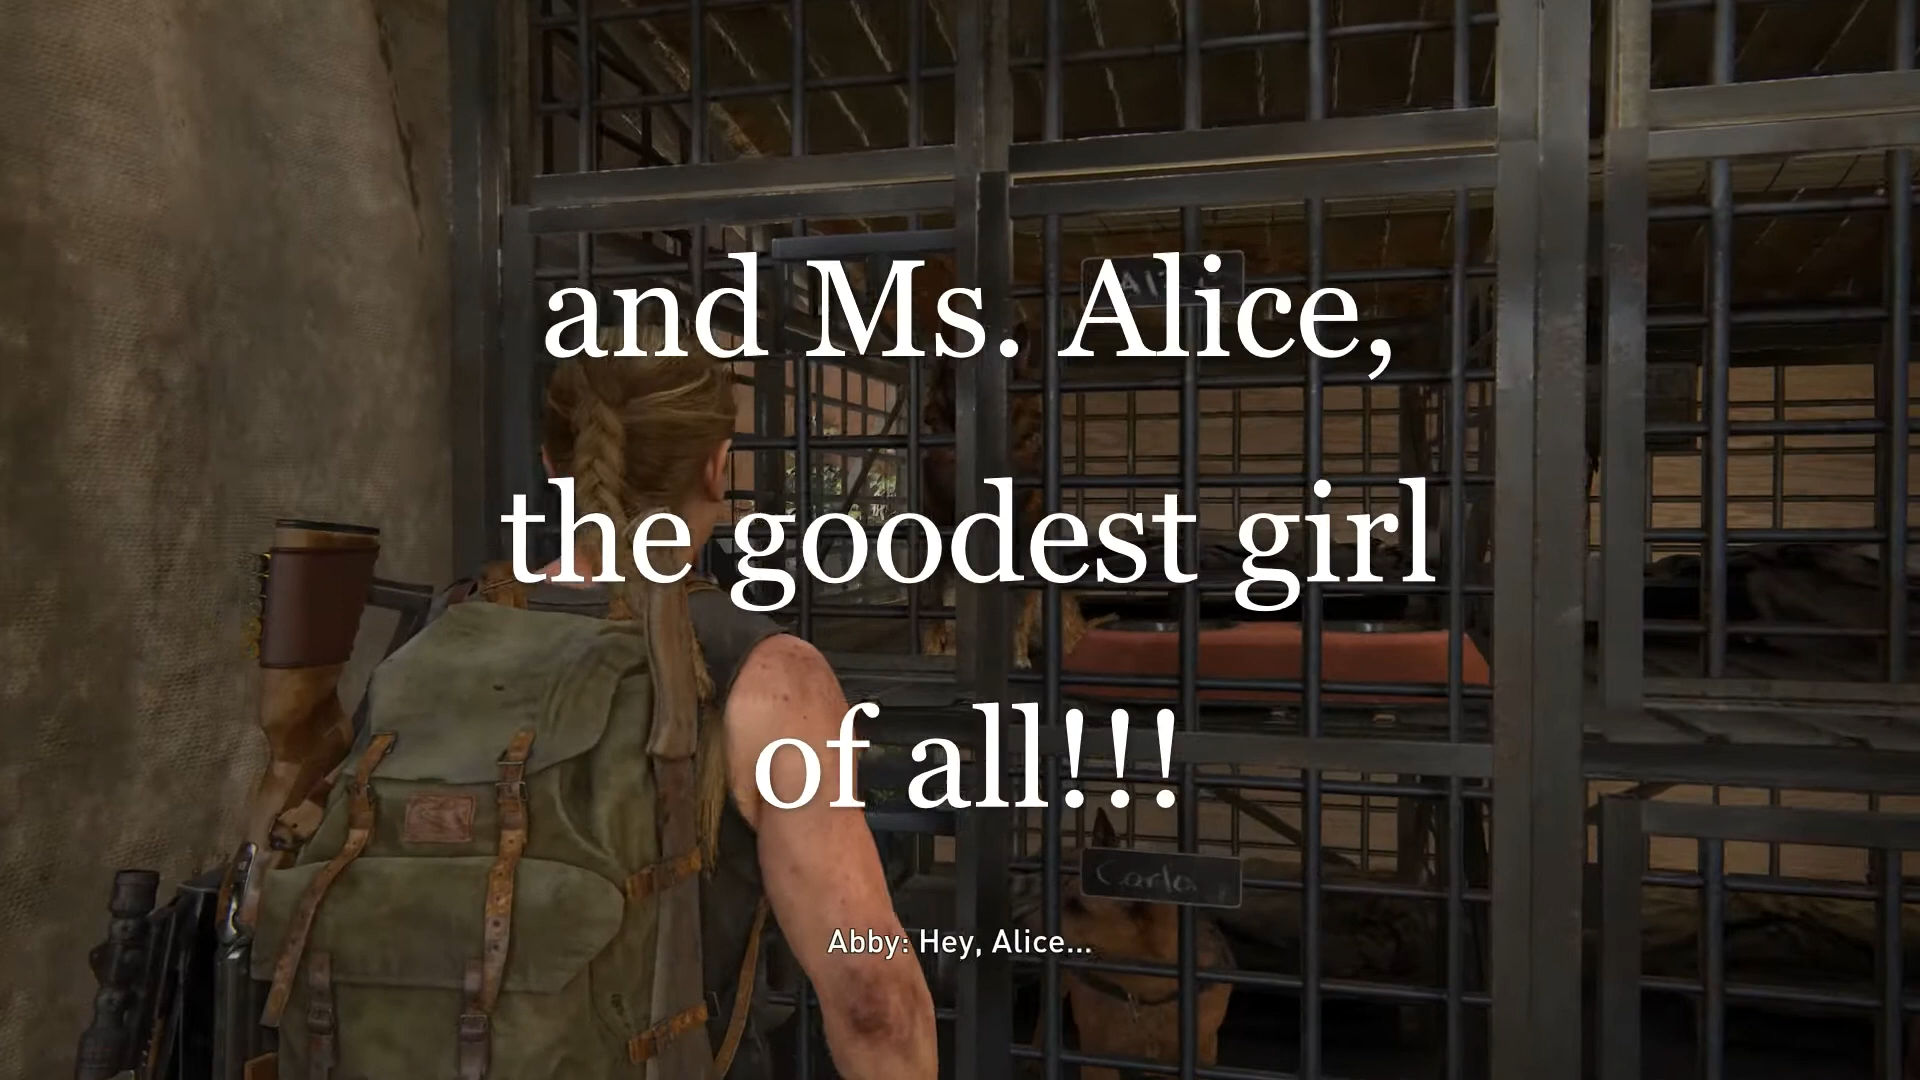 and Ms. Alice,
the goodest girl
of all!!!
Carla
Abby: Hey, Alice...